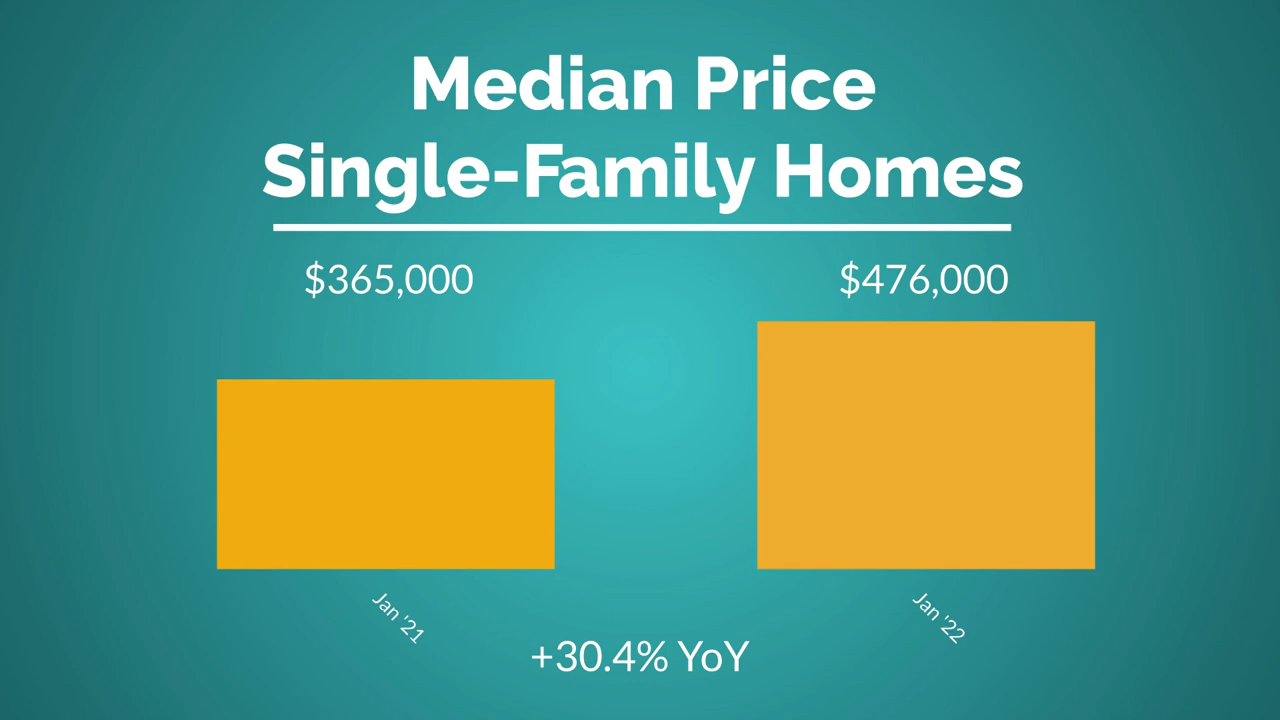 Median Price
Single-Family Homes
$365,000
$476,000
Jan '21
Jan '22
+30.4% YoY